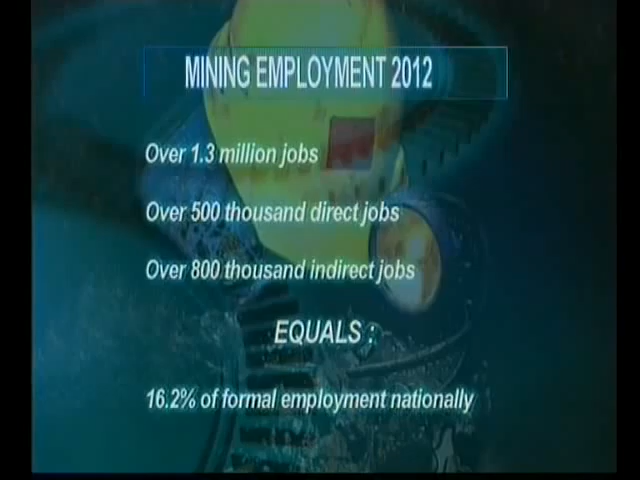 MINING EMPLOYMENT 2012
Over 1.3 million jobs
Over 500 thousand direct jobs
Over 800 thousand indirect jobs
EQUALS :
16.2% of formal employment nationally